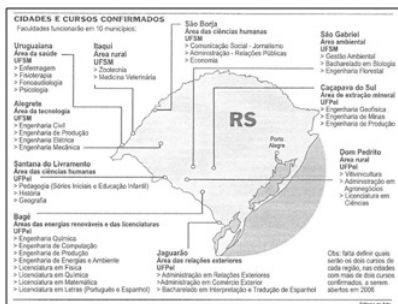 CIDADES E CURSOS CONFIRMADOS
Faculdades funcionarão em 10 municípios:
Uruguaiana
Área da saúde
UFSM
> Enfermagem
> Fisioterapia
> Fonoaudiologia
> Psicologia
Itaqui
Área rural
UFSM
> Zootecnia
> Medicina Veterinária
São Borja
Área das ciências humanas
UFSM
> Comunicação Social - Jornalismo
> Administração - Relações Públicas
> Economia
São Gabriel
Área ambiental
UFSM
> Gestão Ambiental
> Bacharelado em Biologia
> Engenharia Florestal
Alegrete
Área da tecnologia
UFSM
> Engenharia Civil
> Engenharia de Produção
> Engenharia Elétrica
> Engenharia Mecânica
Caçapava do Sul
Área de extração mineral
UFPel
> Engenharia Geofísica
> Engenharia de Minas
> Engenharia de Produção
RS
Porto
Alegre
Santana do Livramento
Área das ciências humanas
UFPel
> Pedagogia (Séries Iniciais e Educação Infantil)
> História
> Geografia
Dom Pedrito
Área rural
UFPel
> Vitivinicultura
> Administração em
Agronegócios
> Licenciatura em
Ciências
Bagé
Áreas das energias renováveis e das licenciaturas
UFPel
> Engenharia Química
> Engenharia de Computação
> Engenharia de Produção
> Engenharia de Energias e Ambiente
> Licenciatura em Física
> Licenciatura em Química
> Licenciatura em Matemática
> Licenciatura em Letras (Português e Espanhol)
Jaguarão
Área das relações exteriores
UFPel
> Administração em Relações Exteriores
> Administração em Comércio Exterior
> Bacharelado em Interpretação e Tradução de Espanhol
Obs: falta definir quais
serão os dois cursos de
cada região, nas cidades
com mais de dois cursos
confirmados, a serem
abertos em 2006